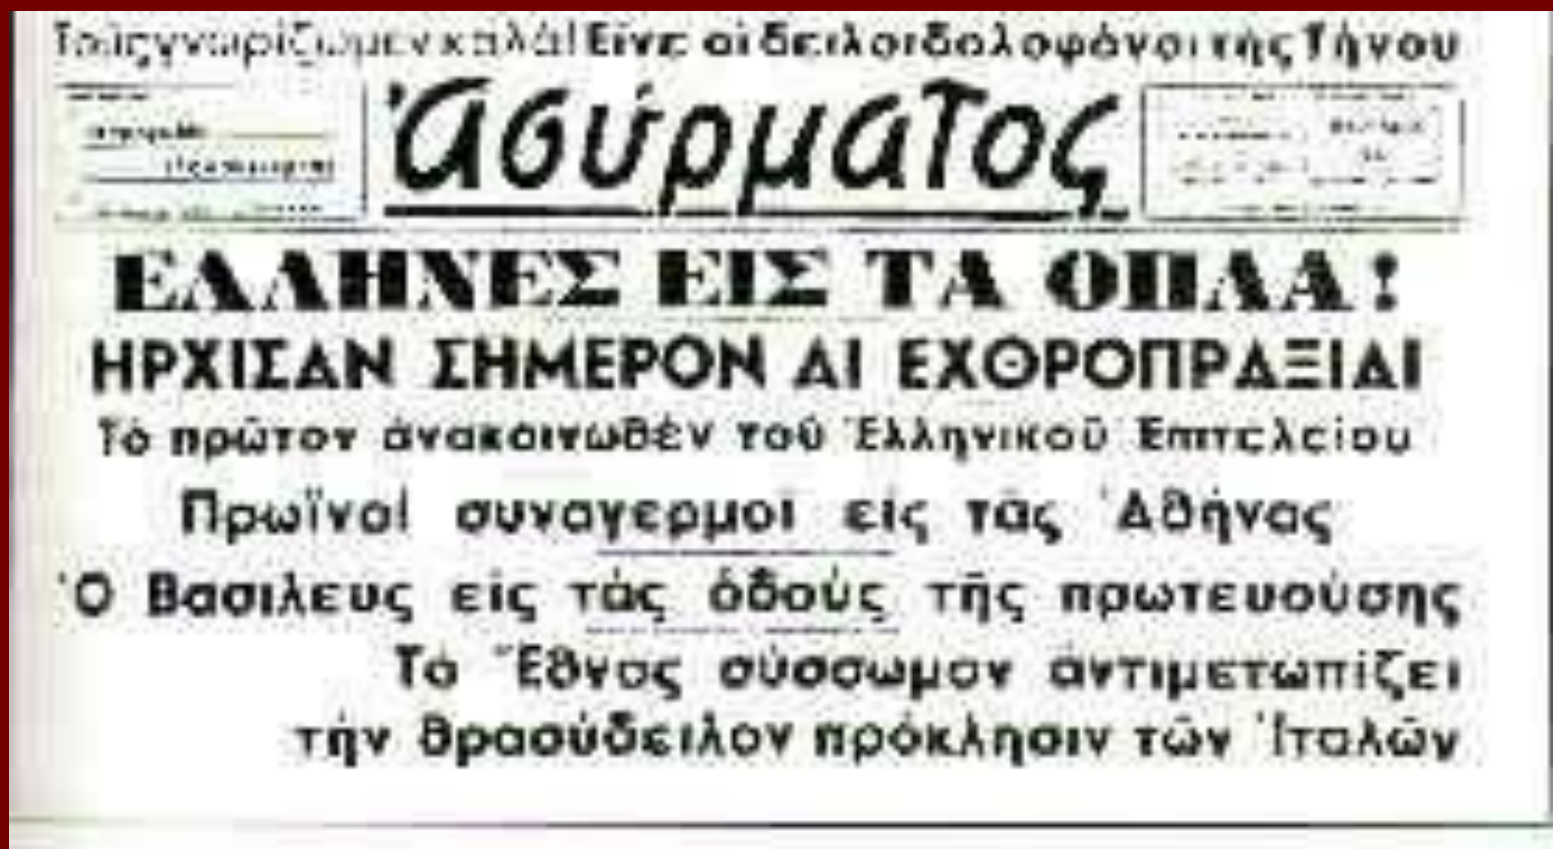 Τοὺς γνωρίζωμεν καλά! Εἶνε οἱ δειλοὶ δολοφόνοι τῆς Τήνου
Ἀσύρματος
ΕΛΛΗΝΕΣ ΕΙΣ ΤΑ ΟΠΛΑ!
ΗΡΧΙΣΑΝ ΣΗΜΕΡΟΝ ΑΙ ΕΧΘΡΟΠΡΑΞΙΑΙ
Τὸ πρῶτον ἀνακοινωθὲν τοῦ Ἑλληνικοῦ Ἐπιτελείου
Πρωϊνοὶ συναγερμοὶ εἰς τὰς Ἀθήνας
Ὁ Βασιλεὺς εἰς τὰς ὁδοὺς τῆς πρωτευούσης
Τὸ Ἔθνος σύσσωμον ἀντιμετωπίζει
τὴν θρασύδειλον πρόκλησιν τῶν Ἰταλῶν